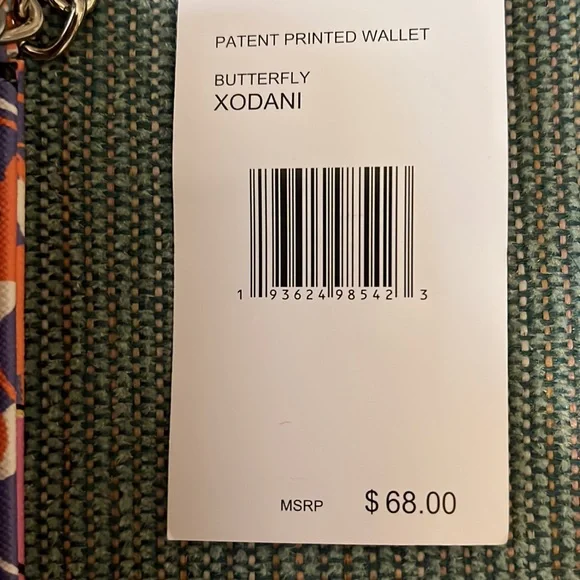 PATENT PRINTED WALLET
BUTTERFLY
XODANI
1 93624 98542 3
MSRP $ 68.00